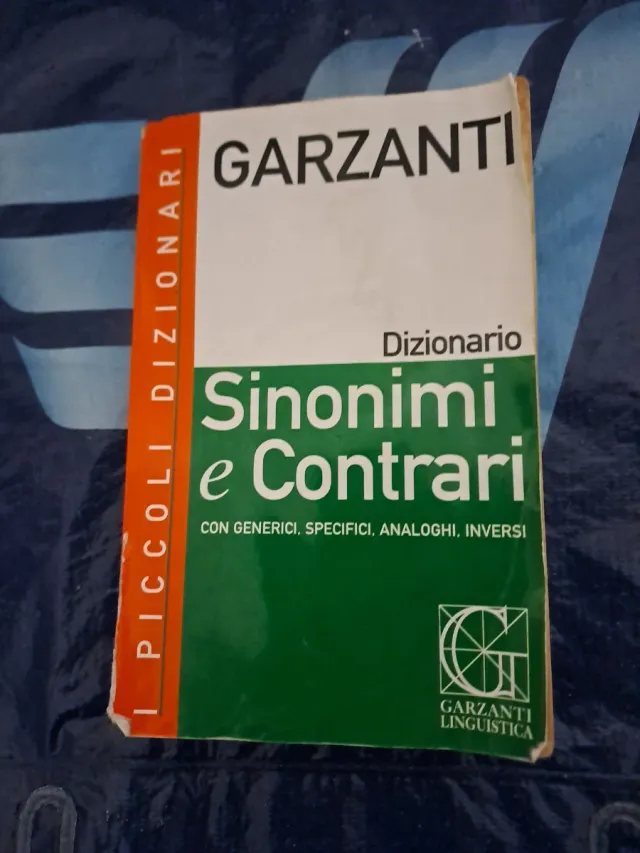 GARZANTI
I PICCOLI DIZIONARI
Dizionario
Sinonimi
e Contrari
CON GENERICI, SPECIFICI, ANALOGHI, INVERSI
G
GARZANTI
LINGUISTICA